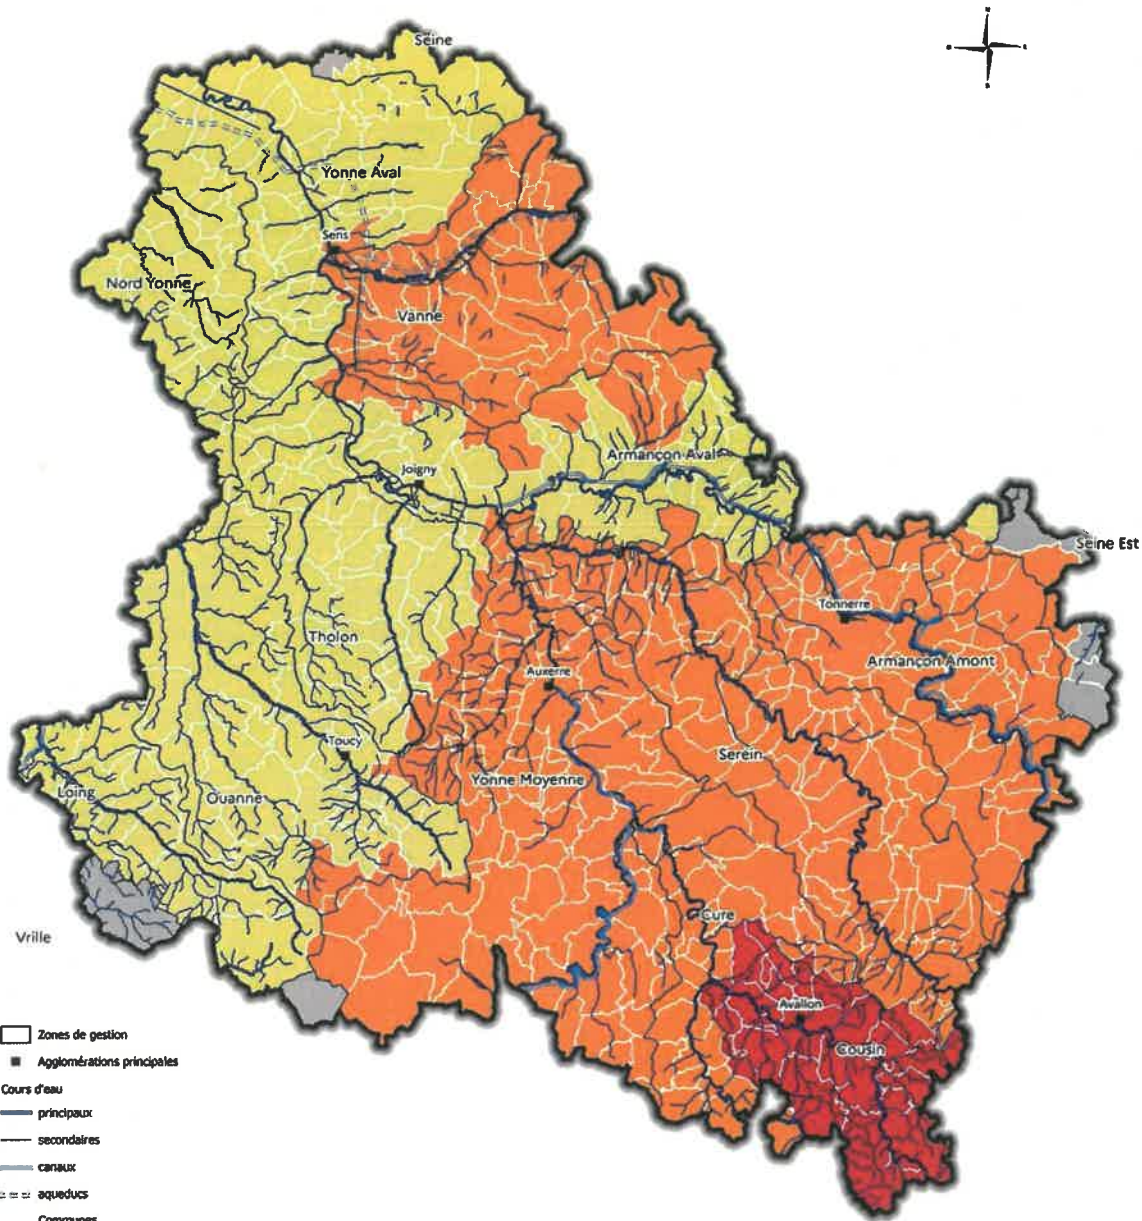 Seine
Yonne Aval
Sens
Nord Yonne
Vanne
Armançon Aval
Joigny
Seine Est
Tonnerre
Tholon
Armançon Amont
Auxerre
Toucy
Serein
Yonne Moyenne
Loing
Ouanne
Cure
Vrille
Avallon
Cousin
Zones de gestion
Agglomérations principales
Cours d'eau
principaux
secondaires
canaux
aqueducs
Communes